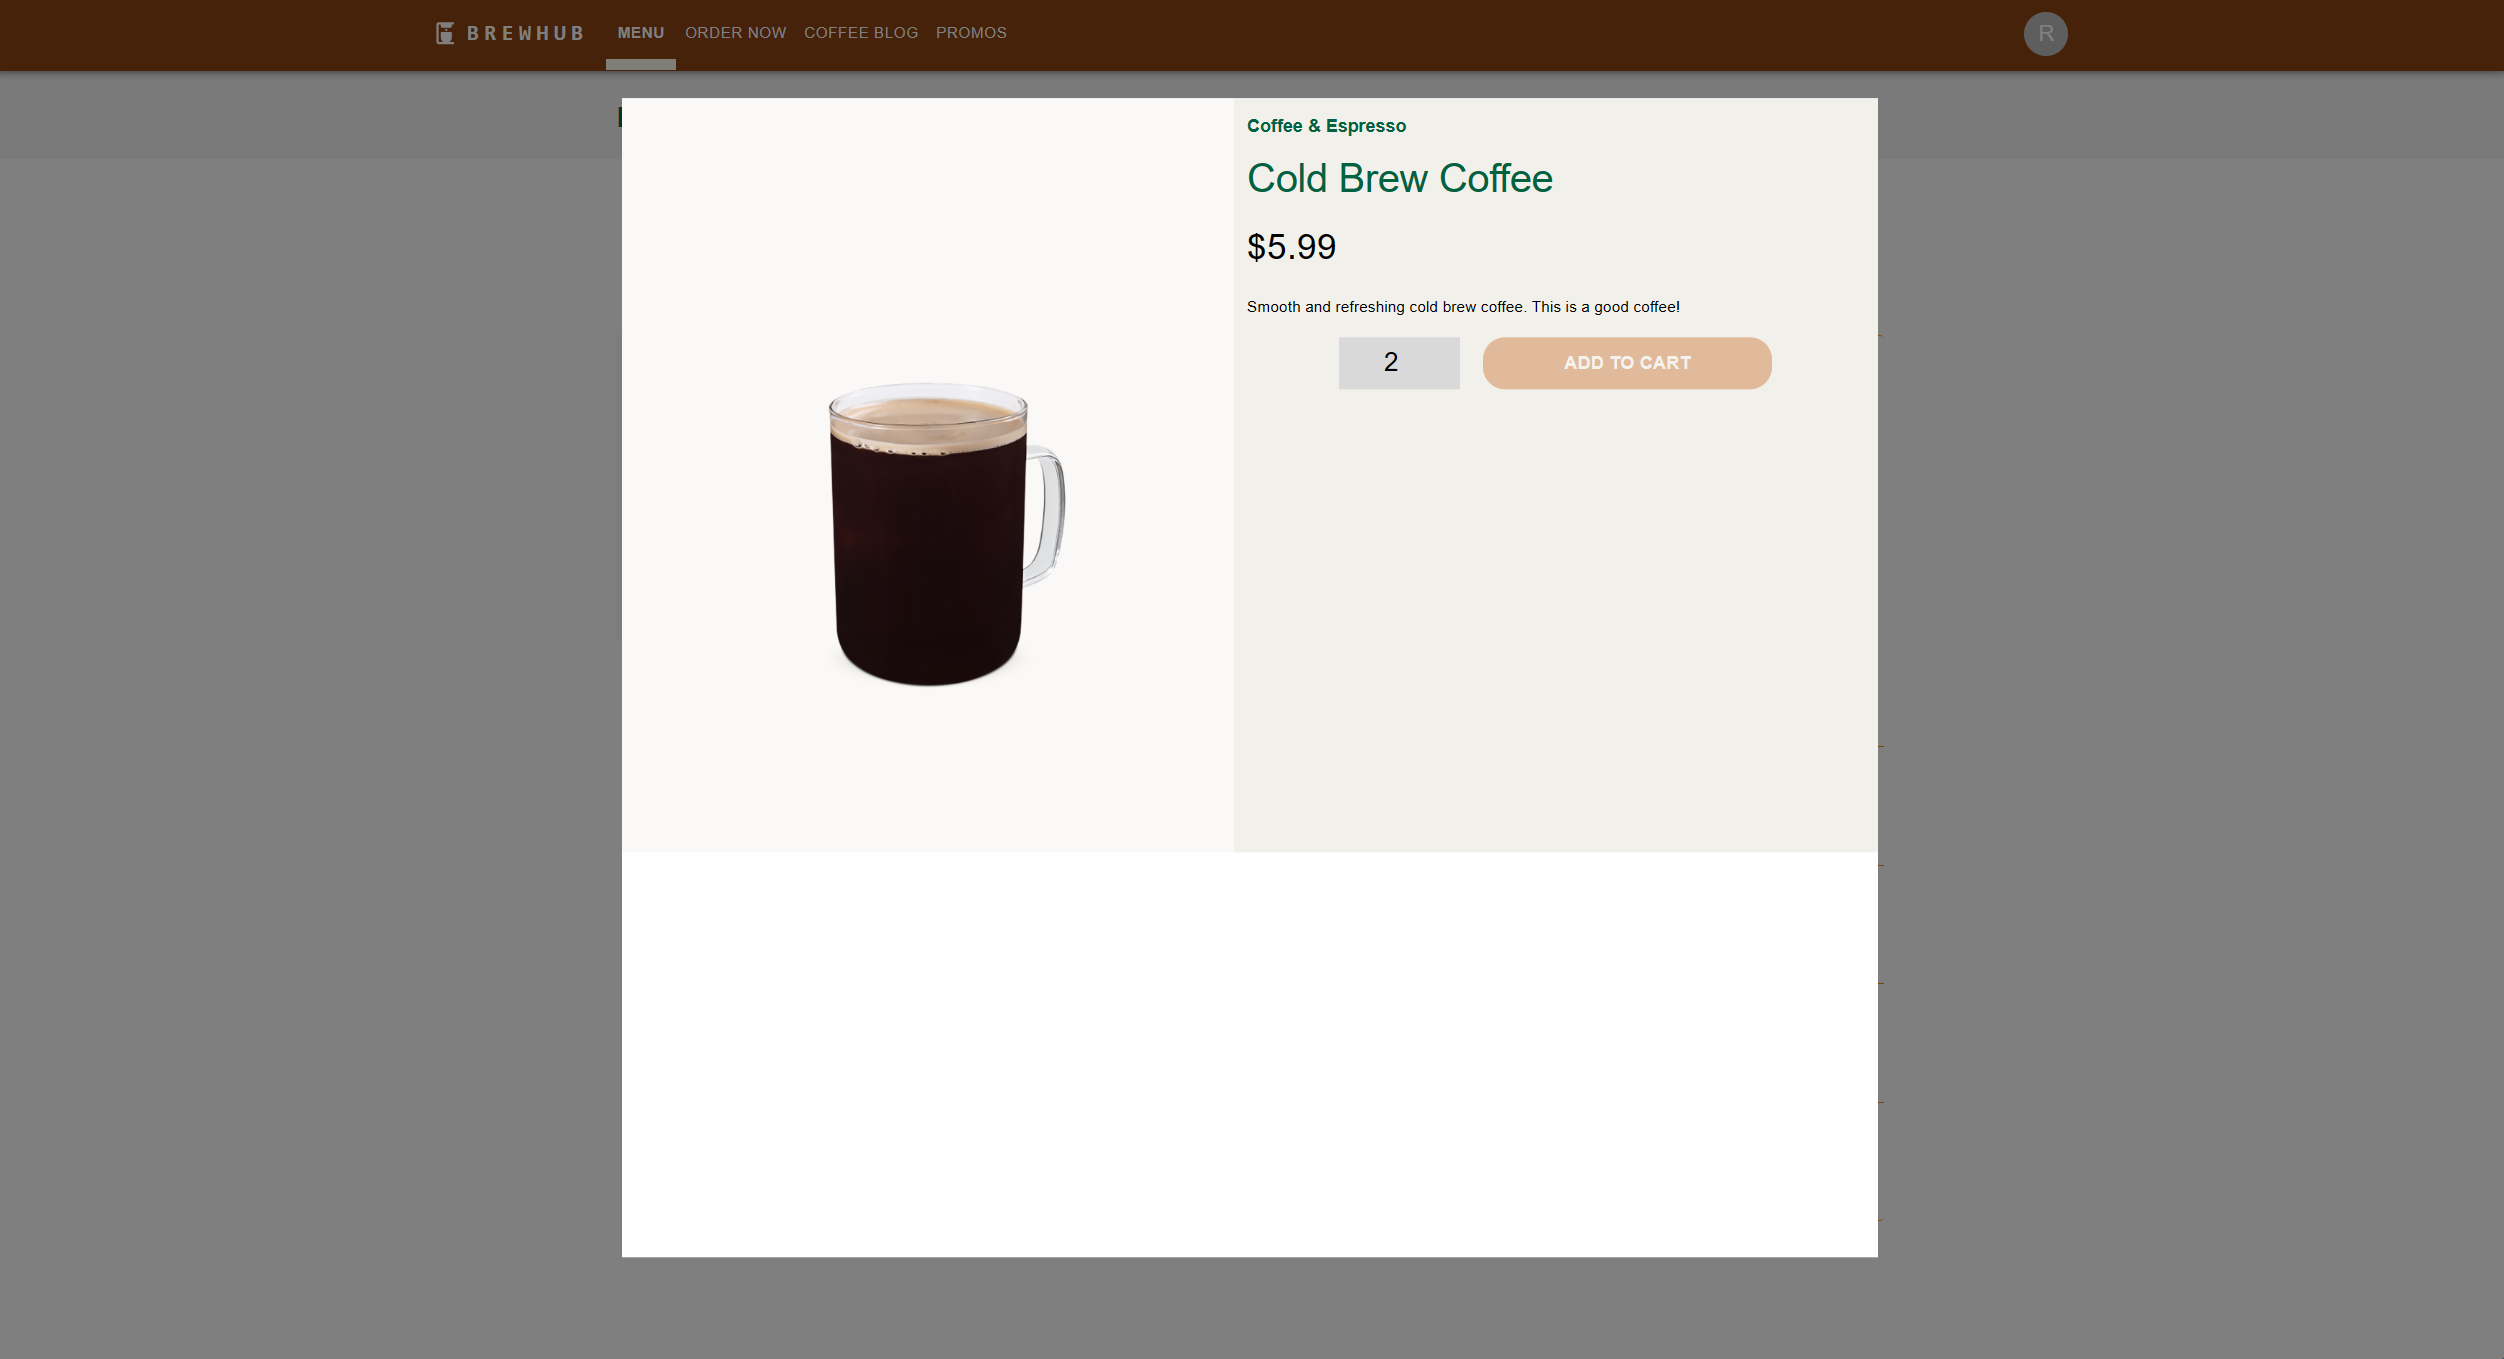 BREWHUB MENU ORDER NOW COFFEE BLOG PROMOS R
Coffee & Espresso
Cold Brew Coffee
$5.99
Smooth and refreshing cold brew coffee. This is a good coffee!
2 ADD TO CART